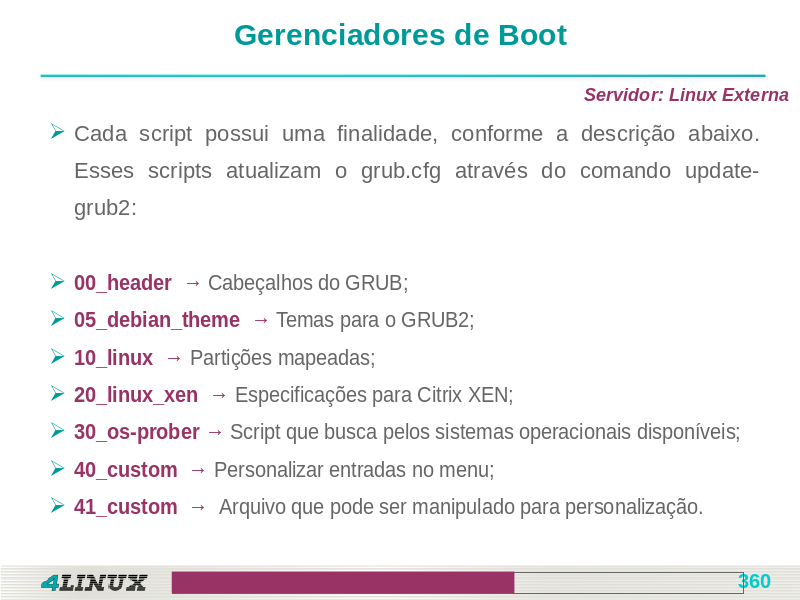 Gerenciadores de Boot
Servidor: Linux Externa
Cada script possui uma finalidade, conforme a descrição abaixo.
Esses scripts atualizam o grub.cfg através do comando update-
grub2:
00_header → Cabeçalhos do GRUB;
05_debian_theme → Temas para o GRUB2;
10_linux → Partições mapeadas;
20_linux_xen → Especificações para Citrix XEN;
30_os-prober → Script que busca pelos sistemas operacionais disponíveis;
40_custom → Personalizar entradas no menu;
41_custom → Arquivo que pode ser manipulado para personalização.
4LINUX
360